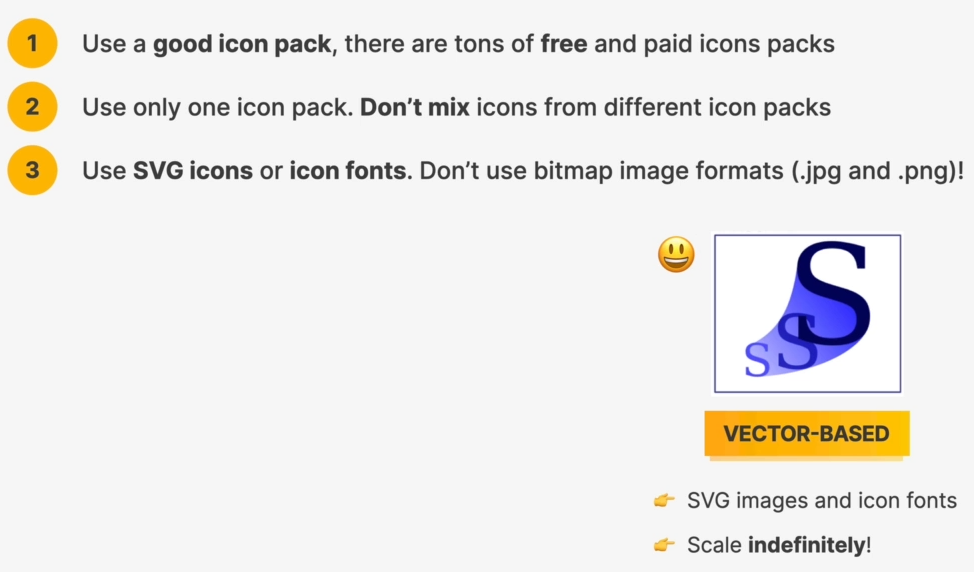 1 Use a good icon pack, there are tons of free and paid icons packs
2 Use only one icon pack. Don’t mix icons from different icon packs
3 Use SVG icons or icon fonts. Don’t use bitmap image formats (.jpg and .png)!
S S S
VECTOR-BASED
👉 SVG images and icon fonts
👉 Scale indefinitely!